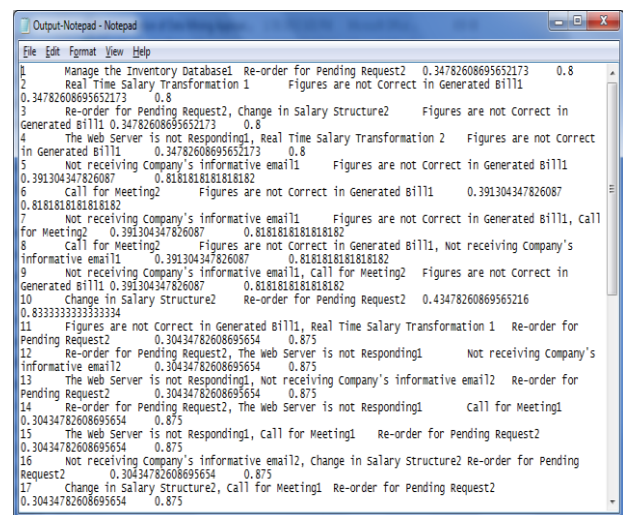 Output-Notepad - Notepad
File Edit Format View Help
1 Manage the Inventory Database1 Re-order for Pending Request2 0.34782608695652173 0.8
2 Real Time Salary Transformation 1 Figures are not Correct in Generated Bill1
0.34782608695652173 0.8
3 Re-order for Pending Request2, Change in Salary Structure2 Figures are not Correct in
Generated Bill1 0.34782608695652173 0.8
4 The Web Server is not Responding1, Real Time Salary Transformation 2 Figures are not Correct
in Generated Bill1 0.34782608695652173 0.8
5 Not receiving Company's informative email1 Figures are not Correct in Generated Bill1
0.391304347826087 0.8181818181818182
6 Call for Meeting2 Figures are not Correct in Generated Bill1 0.391304347826087
0.8181818181818182
7 Not receiving Company's informative email1 Figures are not Correct in Generated Bill1, Call
for Meeting2 0.391304347826087 0.8181818181818182
8 Call for Meeting2 Figures are not Correct in Generated Bill1, Not receiving Company's
informative email1 0.391304347826087 0.8181818181818182
9 Not receiving Company's informative email1, Call for Meeting2 Figures are not Correct in
Generated Bill1 0.391304347826087 0.8181818181818182
10 Change in Salary Structure2 Re-order for Pending Request2 0.43478260869565216
0.8333333333333334
11 Figures are not Correct in Generated Bill1, Real Time Salary Transformation 1 Re-order for
Pending Request2 0.30434782608695654 0.875
12 Re-order for Pending Request2, The Web Server is not Responding1 Not receiving Company's
informative email2 0.30434782608695654 0.875
13 The Web Server is not Responding1, Not receiving Company's informative email2 Re-order for
Pending Request2 0.30434782608695654 0.875
14 Re-order for Pending Request2, The Web Server is not Responding1 Call for Meeting1
0.30434782608695654 0.875
15 The Web Server is not Responding1, Call for Meeting1 Re-order for Pending Request2
0.30434782608695654 0.875
16 Not receiving Company's informative email2, Change in Salary Structure2 Re-order for Pending
Request2 0.30434782608695654 0.875
17 Change in Salary Structure2, Call for Meeting1 Re-order for Pending Request2
0.30434782608695654 0.875